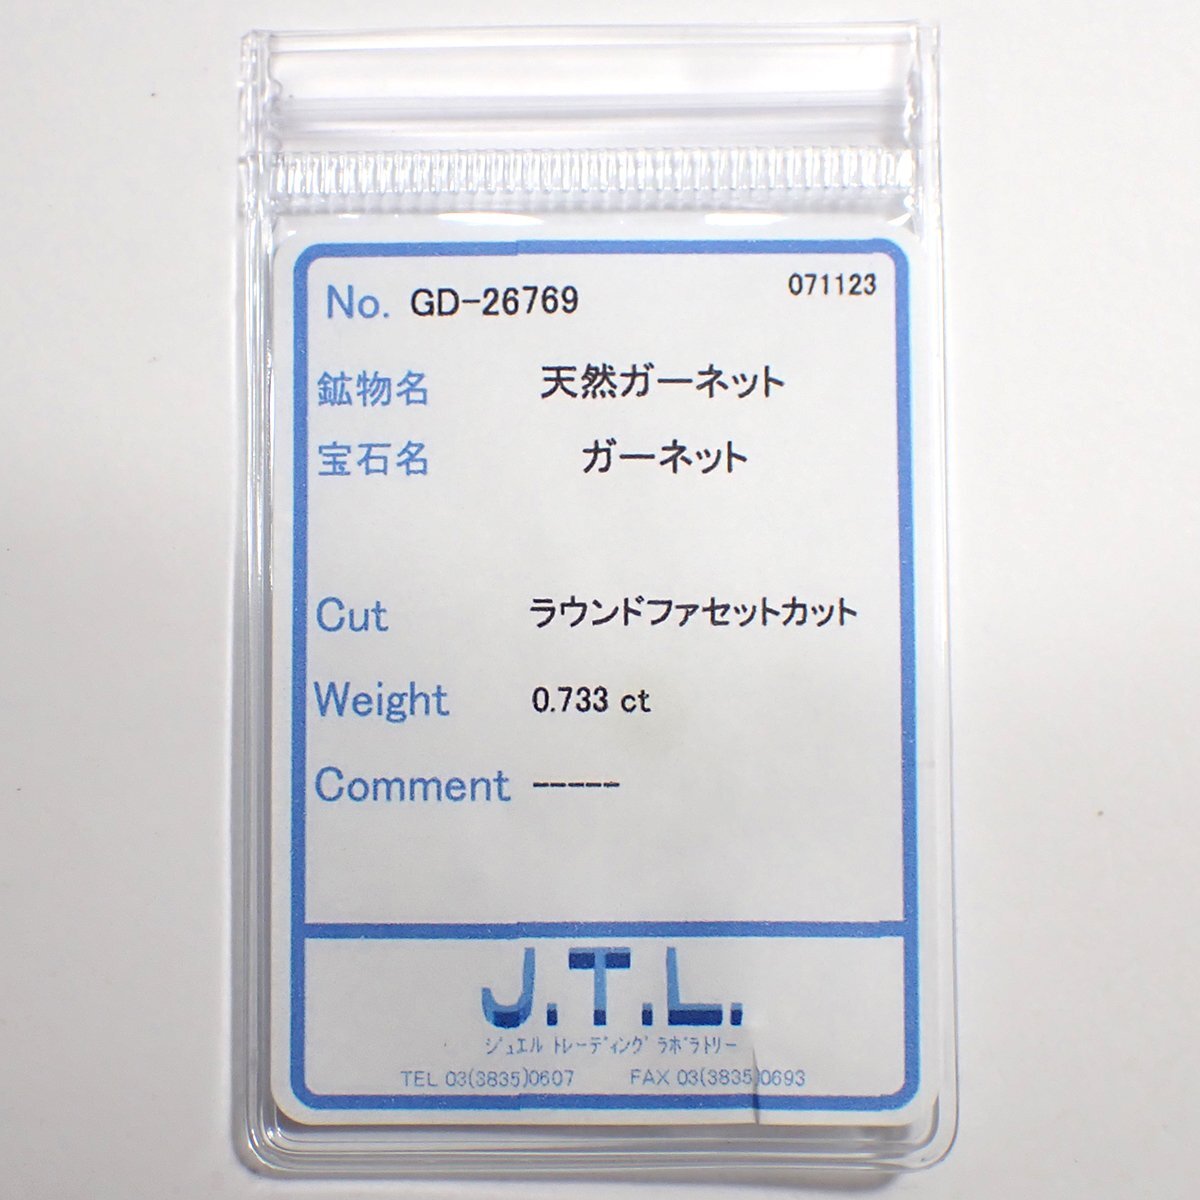 No. GD-26769 071123
鉱物名 天然ガーネット
宝石名 ガーネット
Cut ラウンドファセットカット
Weight 0.733 ct
Comment -----
J.T.L.
ジュエル トレーディング ラボラトリー
TEL 03(3835)0607 FAX 03(3835)0693